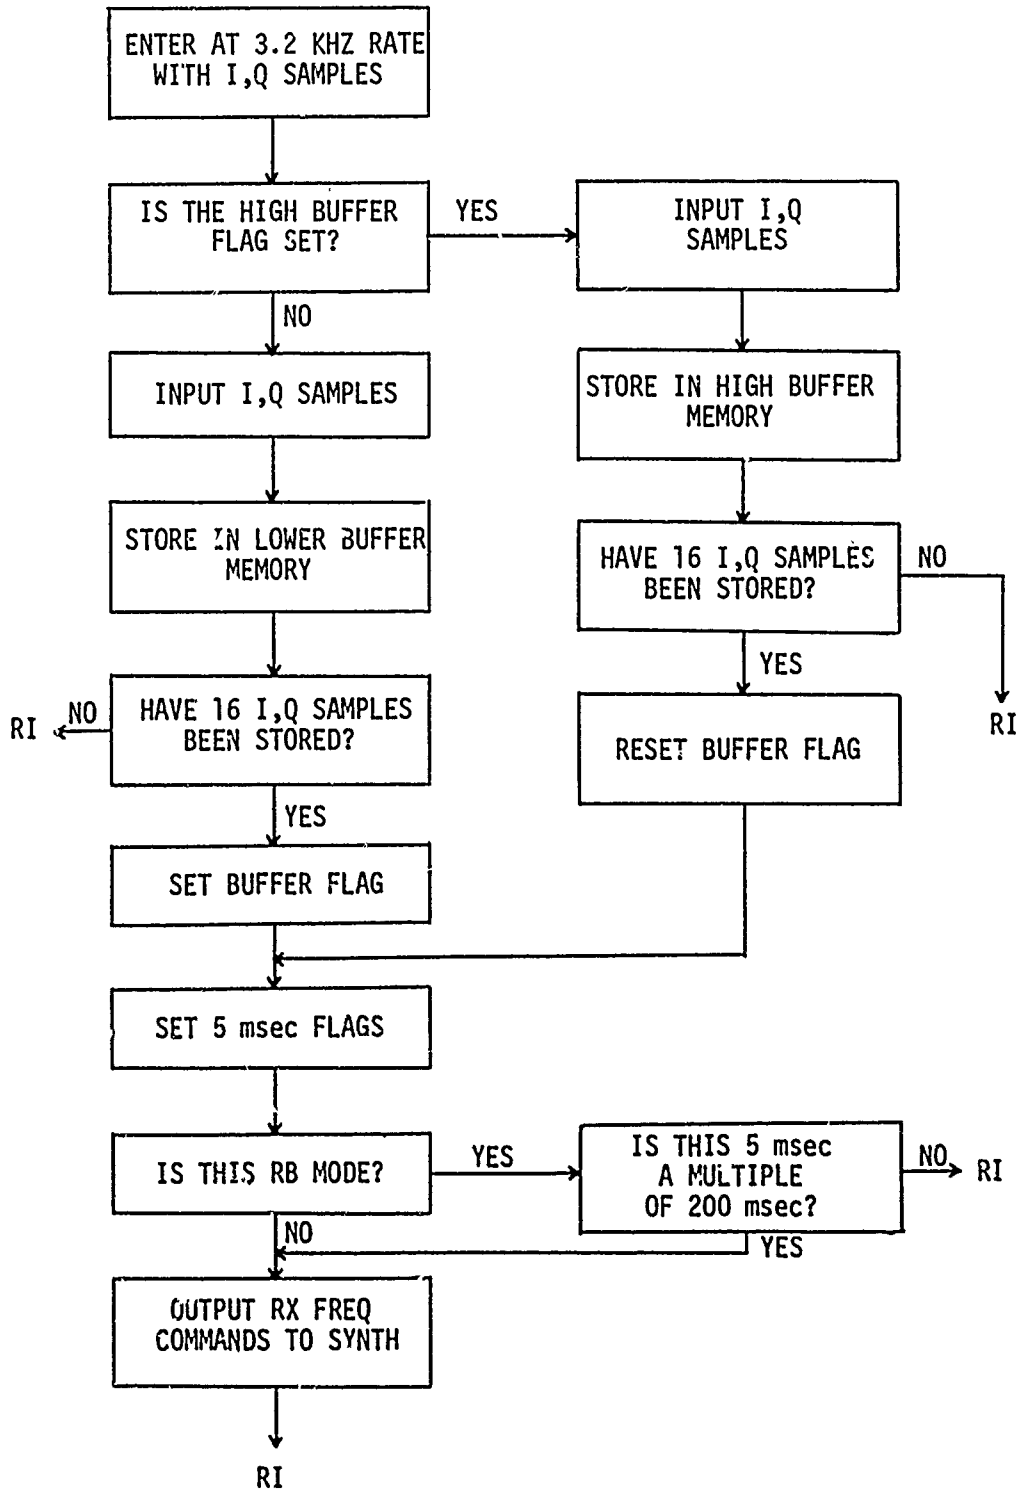 ENTER AT 3.2 KHZ RATE
WITH I,Q SAMPLES
IS THE HIGH BUFFER
FLAG SET?
YES
INPUT I,Q
SAMPLES
NO
INPUT I,Q SAMPLES
STORE IN HIGH BUFFER
MEMORY
STORE IN LOWER BUFFER
MEMORY
HAVE 16 I,Q SAMPLES
BEEN STORED?
NO
RI
YES
HAVE 16 I,Q SAMPLES
BEEN STORED?
NO
RI
RESET BUFFER FLAG
YES
SET BUFFER FLAG
SET 5 msec FLAGS
IS THIS RB MODE?
YES
IS THIS 5 msec
A MULTIPLE
OF 200 msec?
NO
RI
NO
YES
OUTPUT RX FREQ
COMMANDS TO SYNTH
RI